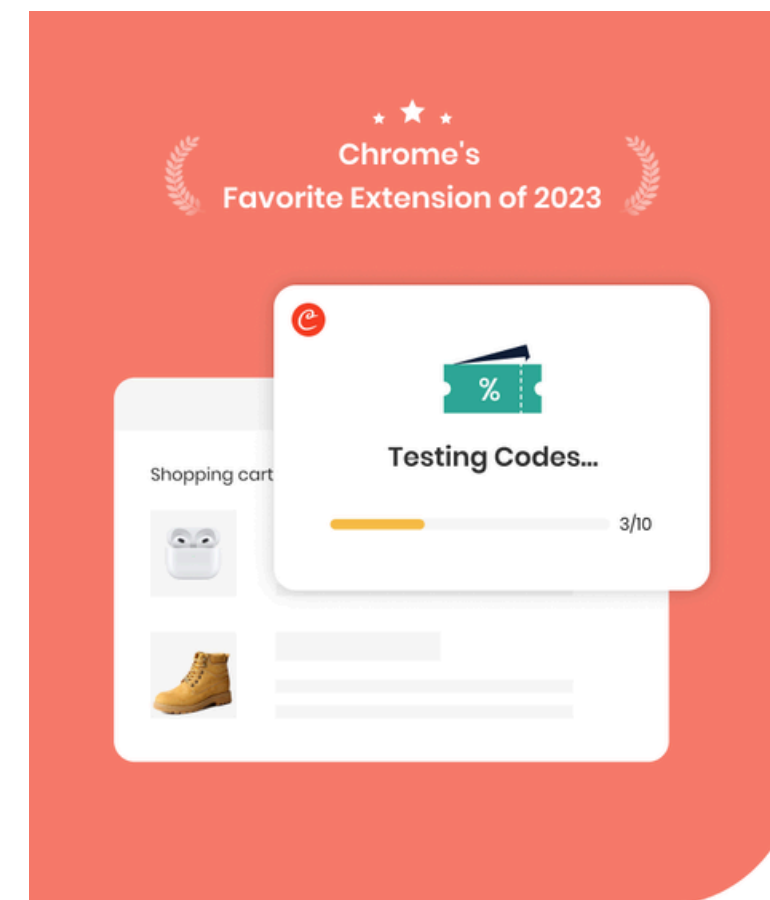 Chrome's
Favorite Extension of 2023
%
Testing Codes...
Shopping cart
3/10